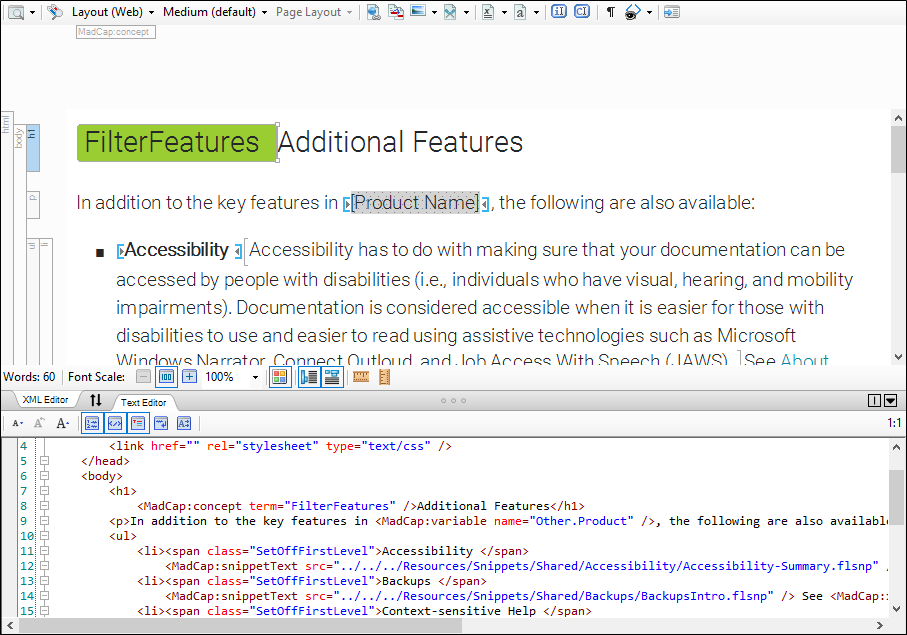 Layout (Web) Medium (default) Page Layout
MadCap:concept
html
body
h1
FilterFeatures Additional Features
p
In addition to the key features in [Product Name], the following are also available:
ul
li
Accessibility Accessibility has to do with making sure that your documentation can be
accessed by people with disabilities (i.e., individuals who have visual, hearing, and mobility
impairments). Documentation is considered accessible when it is easier for those with
disabilities to use and easier to read using assistive technologies such as Microsoft
Windows Narrator, Connect Outloud, and Job Access With Speech (JAWS). See About
Words: 60 Font Scale: 100%
XML Editor Text Editor
1:1
4 <link href="" rel="stylesheet" type="text/css" />
5 </head>
6 <body>
7 <h1>
8 <MadCap:concept term="FilterFeatures" />Additional Features</h1>
9 <p>In addition to the key features in <MadCap:variable name="Other.Product" />, the following are also available
10 <ul>
11 <li><span class="SetOffFirstLevel">Accessibility </span>
12 <MadCap:snippetText src="../../../Resources/Snippets/Shared/Accessibility/Accessibility-Summary.flsnp" /
13 <li><span class="SetOffFirstLevel">Backups </span>
14 <MadCap:snippetText src="../../../Resources/Snippets/Shared/Backups/BackupsIntro.flsnp" /> See <MadCap:
15 <li><span class="SetOffFirstLevel">Context-sensitive Help </span>